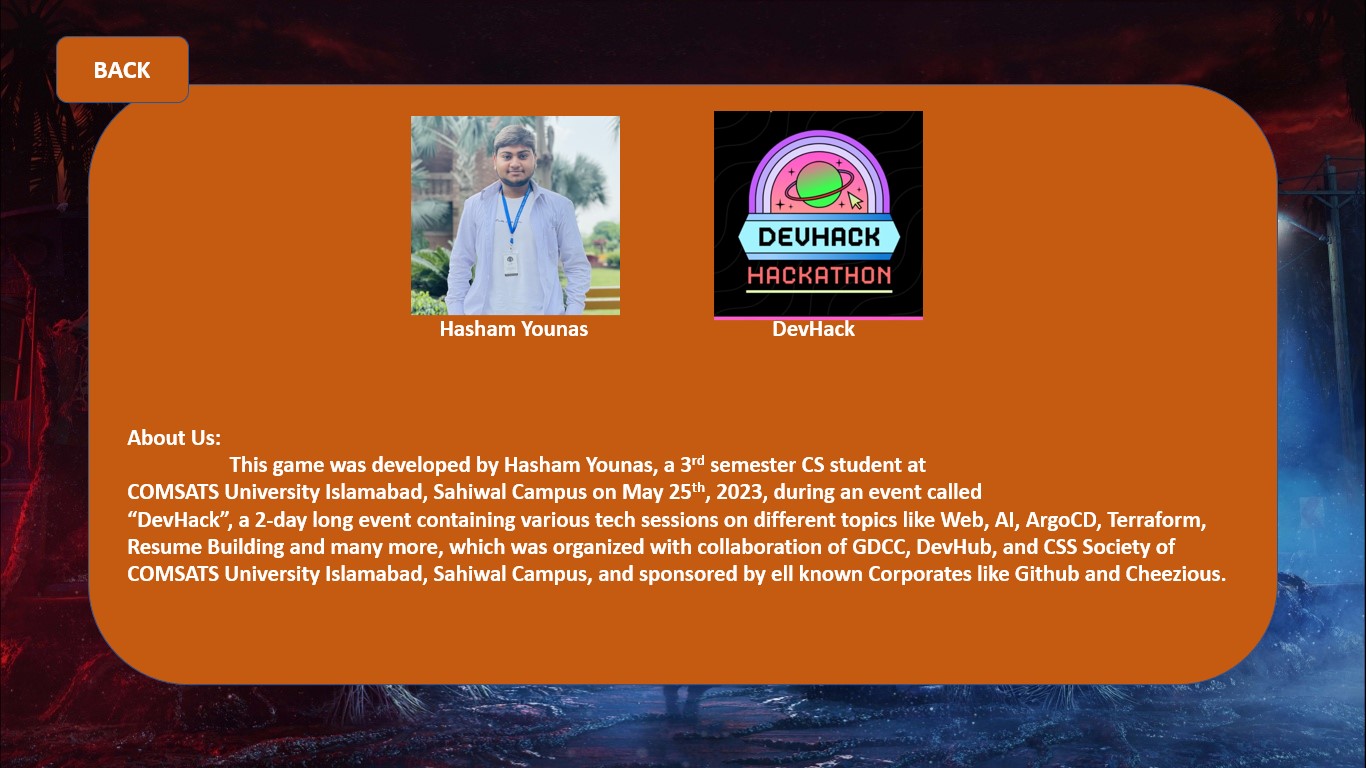 BACK
DEVHACK
HACKATHON
Hasham Younas
DevHack
About Us:
This game was developed by Hasham Younas, a 3rd semester CS student at
COMSATS University Islamabad, Sahiwal Campus on May 25th, 2023, during an event called
“DevHack”, a 2-day long event containing various tech sessions on different topics like Web, AI, ArgoCD, Terraform,
Resume Building and many more, which was organized with collaboration of GDCC, DevHub, and CSS Society of
COMSATS University Islamabad, Sahiwal Campus, and sponsored by ell known Corporates like Github and Cheezious.